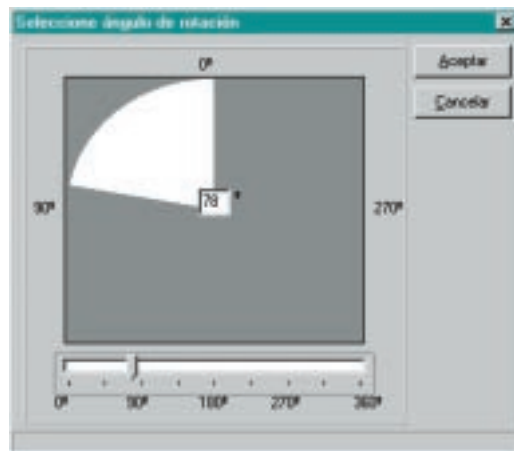 Seleccione ángulo de rotación
Aceptar
Cancelar
0º
90º
78 º
270º
0º 90º 180º 270º 360º